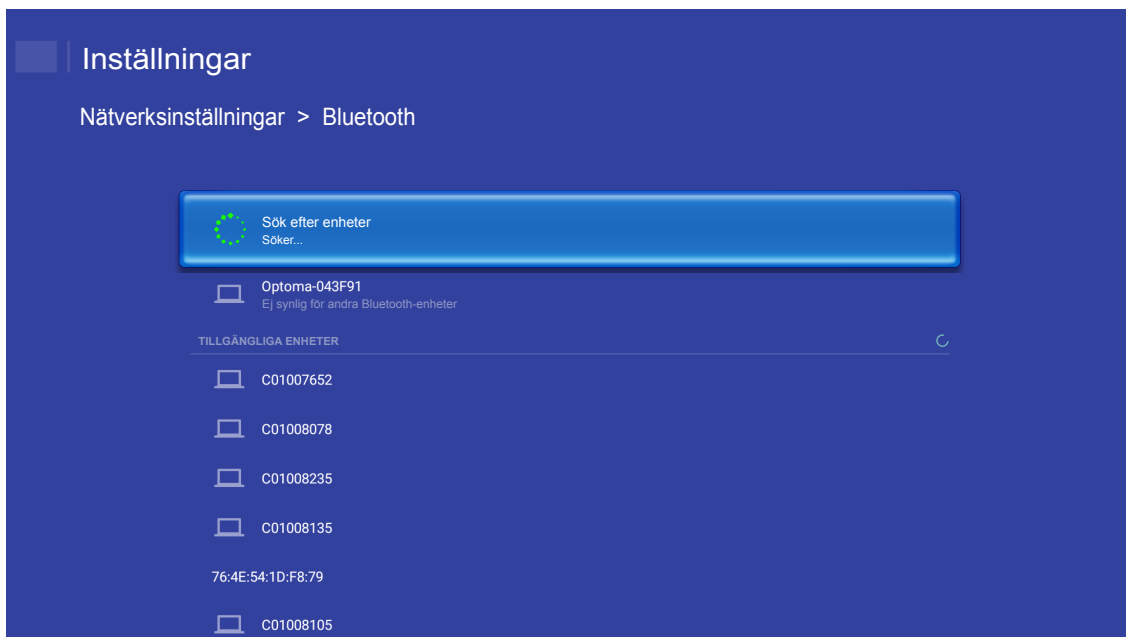 Inställningar
Nätverksinställningar > Bluetooth
Sök efter enheter
Söker...
Optoma-043F91
Ej synlig för andra Bluetooth-enheter
TILLGÄNGLIGA ENHETER
C01007652
C01008078
C01008235
C01008135
76:4E:54:1D:F8:79
C01008105